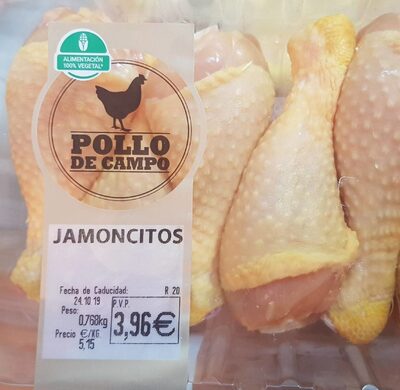 ALIMENTACIÓN
100% VEGETAL
POLLO
DE CAMPO
JAMONCITOS
Fecha de Caducidad: R 20
24.10 19
Peso:
0,768kg
Precio €/KG
5,15
P.V.P.
3,96€